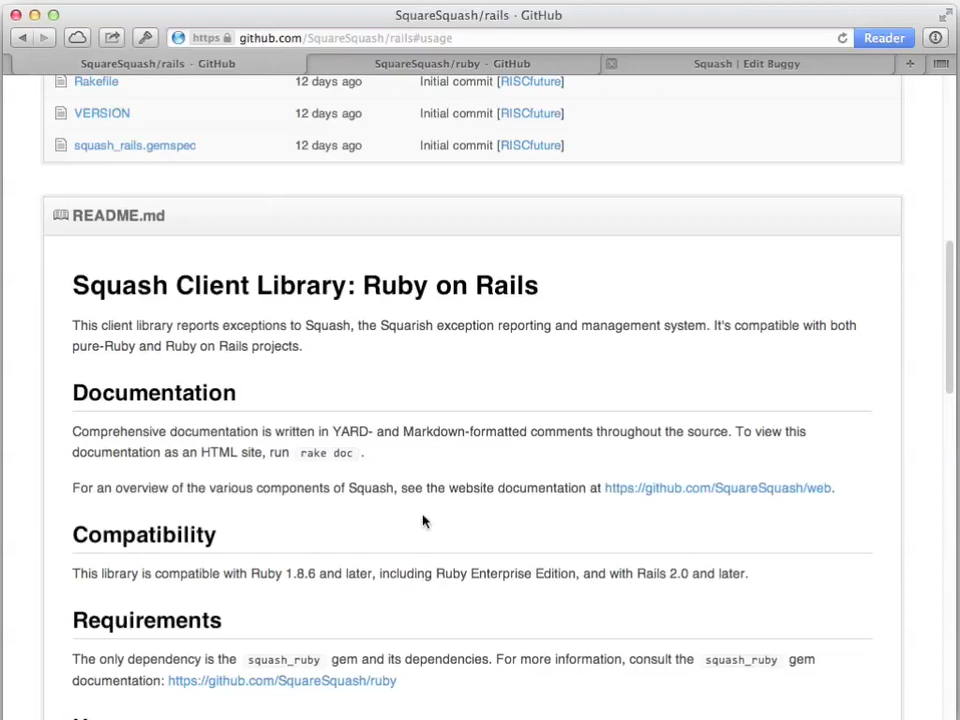 SquareSquash/rails · GitHub
https github.com/SquareSquash/rails#usage Reader
SquareSquash/rails · GitHub SquareSquash/ruby · GitHub Squash | Edit Buggy
Rakefile 12 days ago Initial commit [RISCfuture]
VERSION 12 days ago Initial commit [RISCfuture]
squash_rails.gemspec 12 days ago Initial commit [RISCfuture]
README.md
Squash Client Library: Ruby on Rails
This client library reports exceptions to Squash, the Squarish exception reporting and management system. It's compatible with both
pure-Ruby and Ruby on Rails projects.
Documentation
Comprehensive documentation is written in YARD- and Markdown-formatted comments throughout the source. To view this
documentation as an HTML site, run rake doc .
For an overview of the various components of Squash, see the website documentation at https://github.com/SquareSquash/web.
Compatibility
This library is compatible with Ruby 1.8.6 and later, including Ruby Enterprise Edition, and with Rails 2.0 and later.
Requirements
The only dependency is the squash_ruby gem and its dependencies. For more information, consult the squash_ruby gem
documentation: https://github.com/SquareSquash/ruby